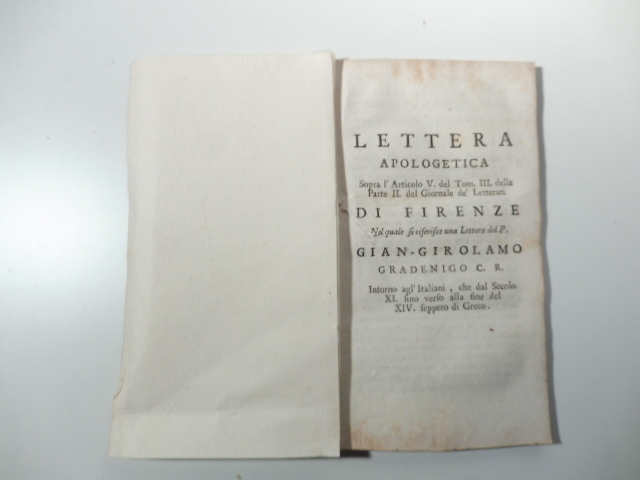 LETTERA
APOLOGETICA
Sopra l' Articolo V. del Tom. III. della
Parte II. del Giornale de' Letterati
DI FIRENZE
Nel quale si riferisce una Lettera del P.
GIAN-GIROLAMO
GRADENIGO C. R.
Intorno agl' Italiani, che dal Secolo
XI. sino verso alla fine del
XIV. seppero di Greco.